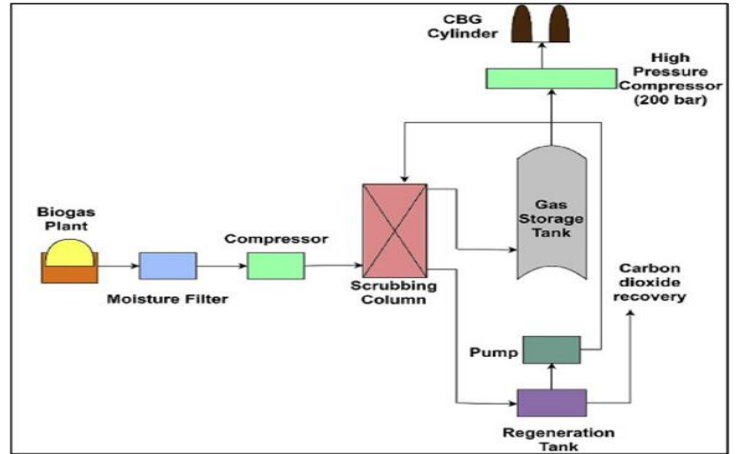 CBG
Cylinder
High
Pressure
Compressor
(200 bar)
Biogas
Plant
Moisture Filter
Compressor
Scrubbing
Column
Gas
Storage
Tank
Carbon
dioxide
recovery
Pump
Regeneration
Tank